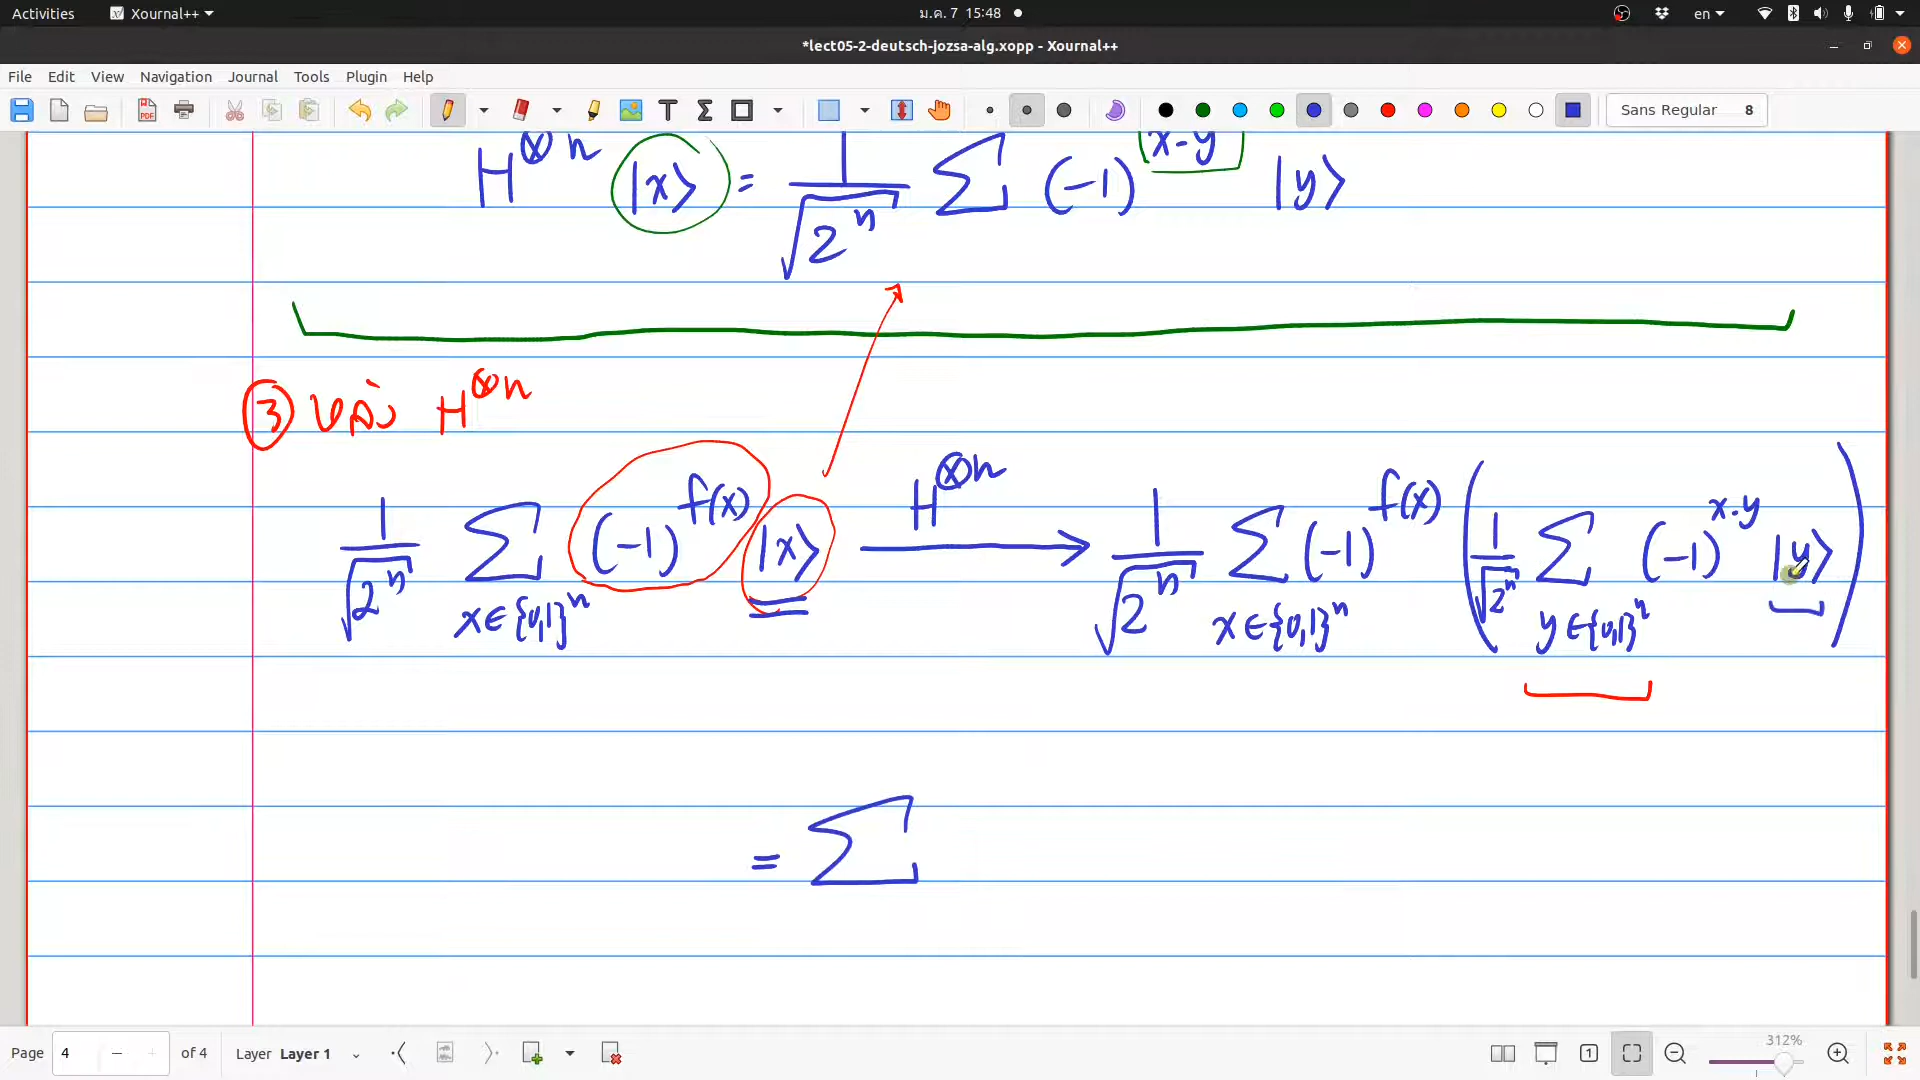 Activities Xournal++ ม.ค. 7 15:48 en
*lect05-2-deutsch-jozsa-alg.xopp - Xournal++
File Edit View Navigation Journal Tools Plugin Help
PDF T Σ Sans Regular 8
H^{⊗n} |x⟩ = 1/√2^n Σ (-1)^{x·y} |y⟩
③ H^{⊗n}
1/√2^n Σ_{x∈{0,1}^n} (-1)^{f(x)} |x⟩ H^{⊗n} → 1/√2^n Σ_{x∈{0,1}^n} (-1)^{f(x)} ( 1/√2^n Σ_{y∈{0,1}^n} (-1)^{x·y} |y⟩ )
= Σ
Page 4 of 4 Layer Layer 1 1 312%